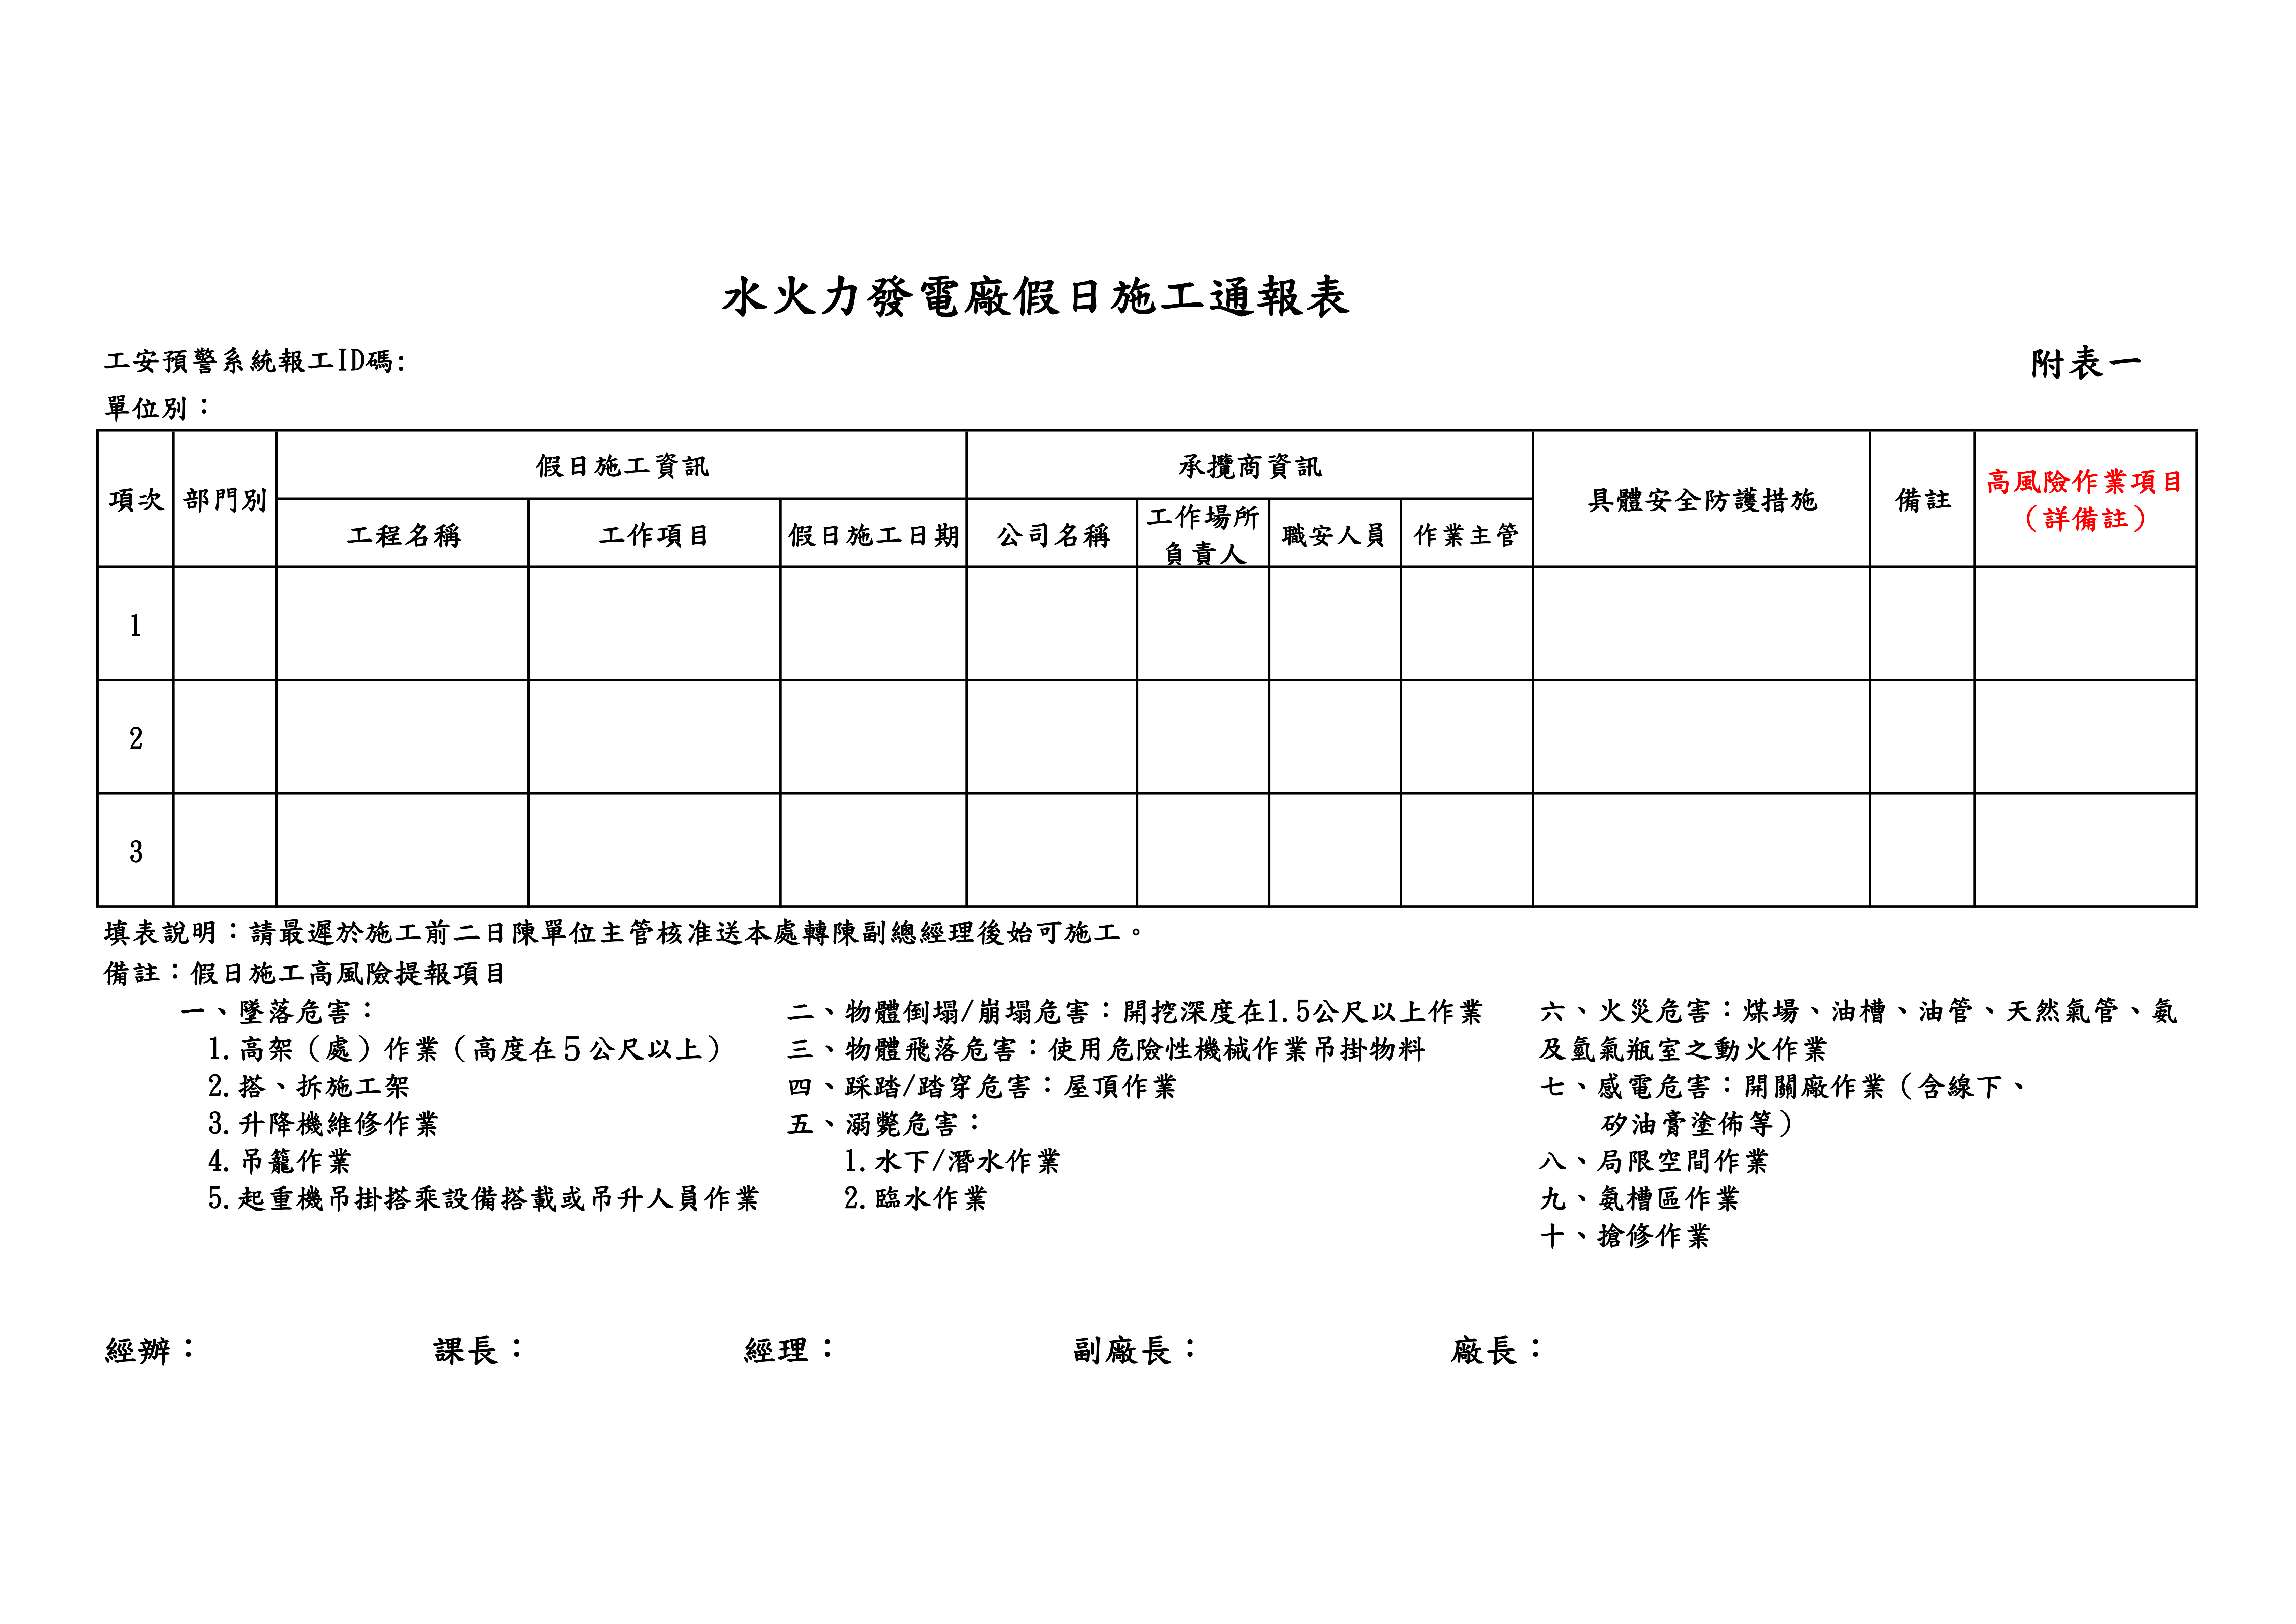 水火力發電廠假日施工通報表
工安預警系統報工ID碼:
附表一
單位別：
項次 部門別 假日施工資訊 承攬商資訊 具體安全防護措施 備註 高風險作業項目
（詳備註）
工程名稱 工作項目 假日施工日期 公司名稱 工作場所
負責人 職安人員 作業主管
1
2
3
填表說明：請最遲於施工前二日陳單位主管核准送本處轉陳副總經理後始可施工。
備註：假日施工高風險提報項目
一、墜落危害：
1.高架（處）作業（高度在５公尺以上）
2.搭、拆施工架
3.升降機維修作業
4.吊籠作業
5.起重機吊掛搭乘設備搭載或吊升人員作業
二、物體倒塌/崩塌危害：開挖深度在1.5公尺以上作業
三、物體飛落危害：使用危險性機械作業吊掛物料
四、踩踏/踏穿危害：屋頂作業
五、溺斃危害：
1.水下/潛水作業
2.臨水作業
六、火災危害：煤場、油槽、油管、天然氣管、氨
及氫氣瓶室之動火作業
七、感電危害：開關廠作業（含線下、
矽油膏塗佈等）
八、局限空間作業
九、氨槽區作業
十、搶修作業
經辦： 課長： 經理： 副廠長： 廠長：